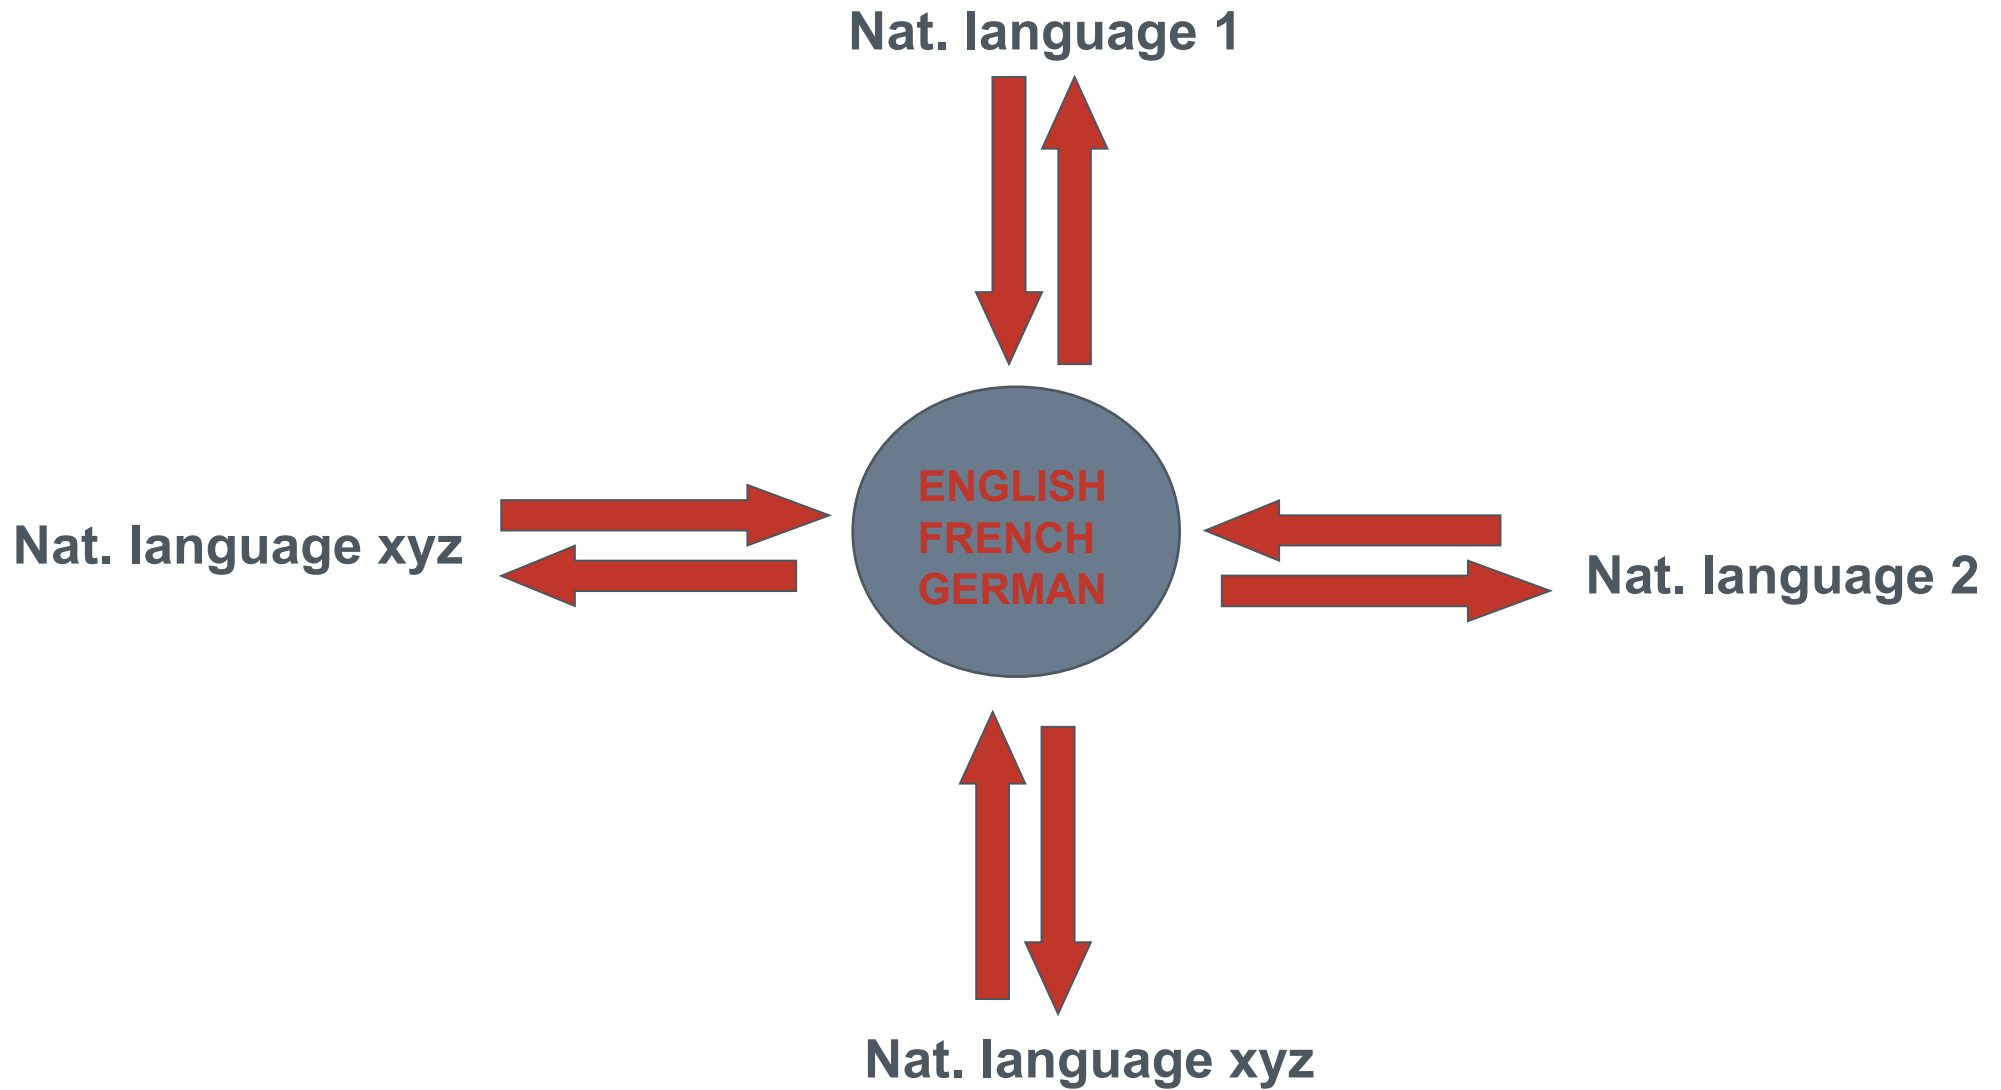 Nat. language 1
ENGLISH
FRENCH
GERMAN
Nat. language xyz
Nat. language 2
Nat. language xyz